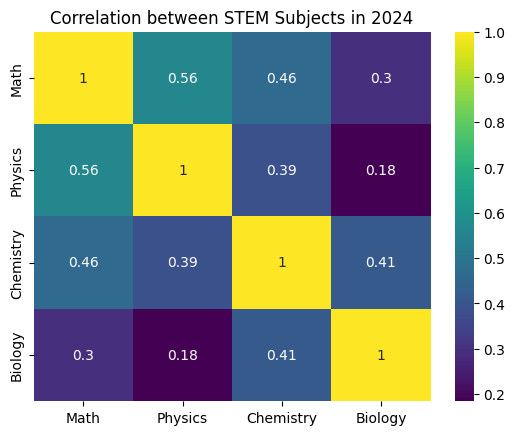 Correlation between STEM Subjects in 2024
Math 1 0.56 0.46 0.3
Physics 0.56 1 0.39 0.18
Chemistry 0.46 0.39 1 0.41
Biology 0.3 0.18 0.41 1
Math Physics Chemistry Biology
1.0
0.9
0.8
0.7
0.6
0.5
0.4
0.3
0.2